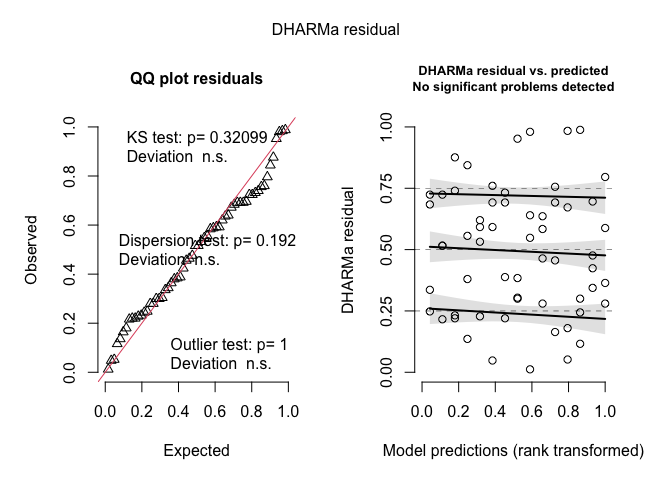 DHARMa residual
QQ plot residuals
KS test: p= 0.32099
Deviation n.s.
Dispersion test: p= 0.192
Deviation n.s.
Outlier test: p= 1
Deviation n.s.
Observed
0.0 0.2 0.4 0.6 0.8 1.0
0.0 0.2 0.4 0.6 0.8 1.0
Expected
DHARMa residual vs. predicted
No significant problems detected
DHARMa residual
0.00 0.25 0.50 0.75 1.00
0.0 0.2 0.4 0.6 0.8 1.0
Model predictions (rank transformed)